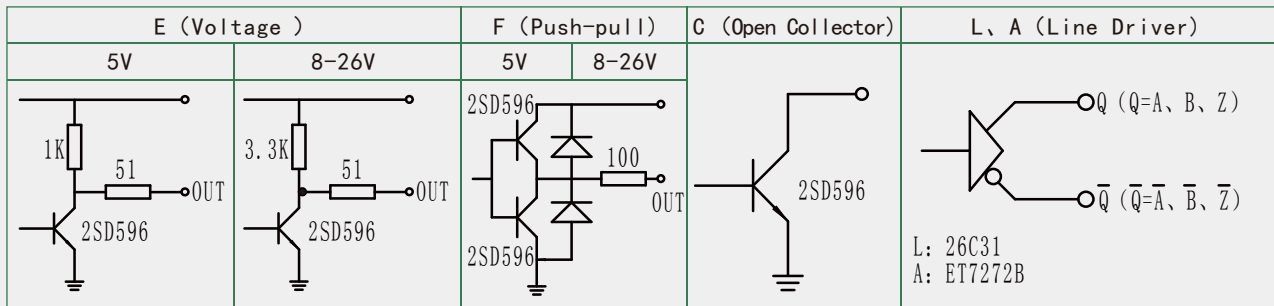 E (Voltage )
F (Push-pull)
C (Open Collector)
L、A (Line Driver)
5V
8-26V
5V
8-26V
1K
51
OUT
2SD596
3.3K
51
OUT
2SD596
2SD596
100
OUT
2SD596
2SD596
Q (Q=A、B、Z)
Q̅ (Q̅=A̅、B̅、Z̅)
L: 26C31
A: ET7272B